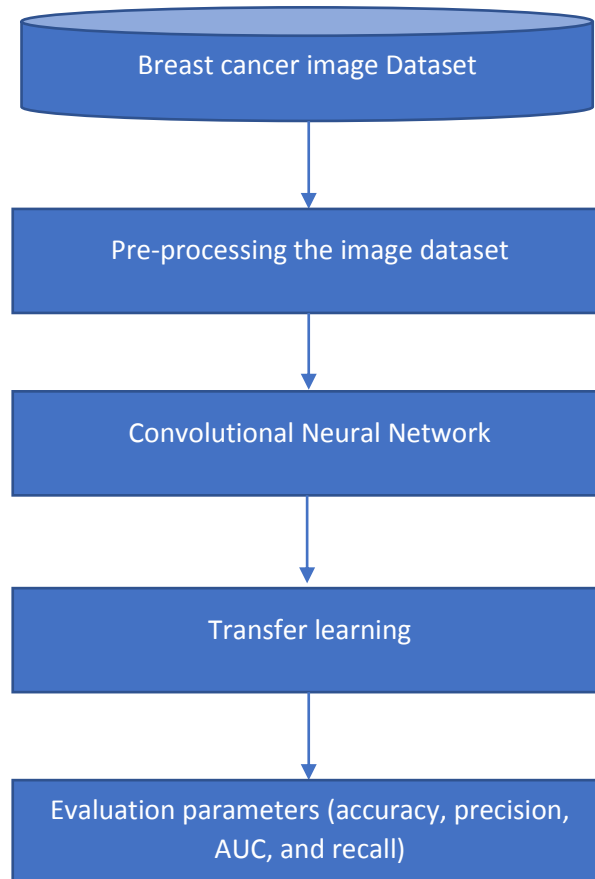 Breast cancer image Dataset
Pre-processing the image dataset
Convolutional Neural Network
Transfer learning
Evaluation parameters (accuracy, precision,
AUC, and recall)